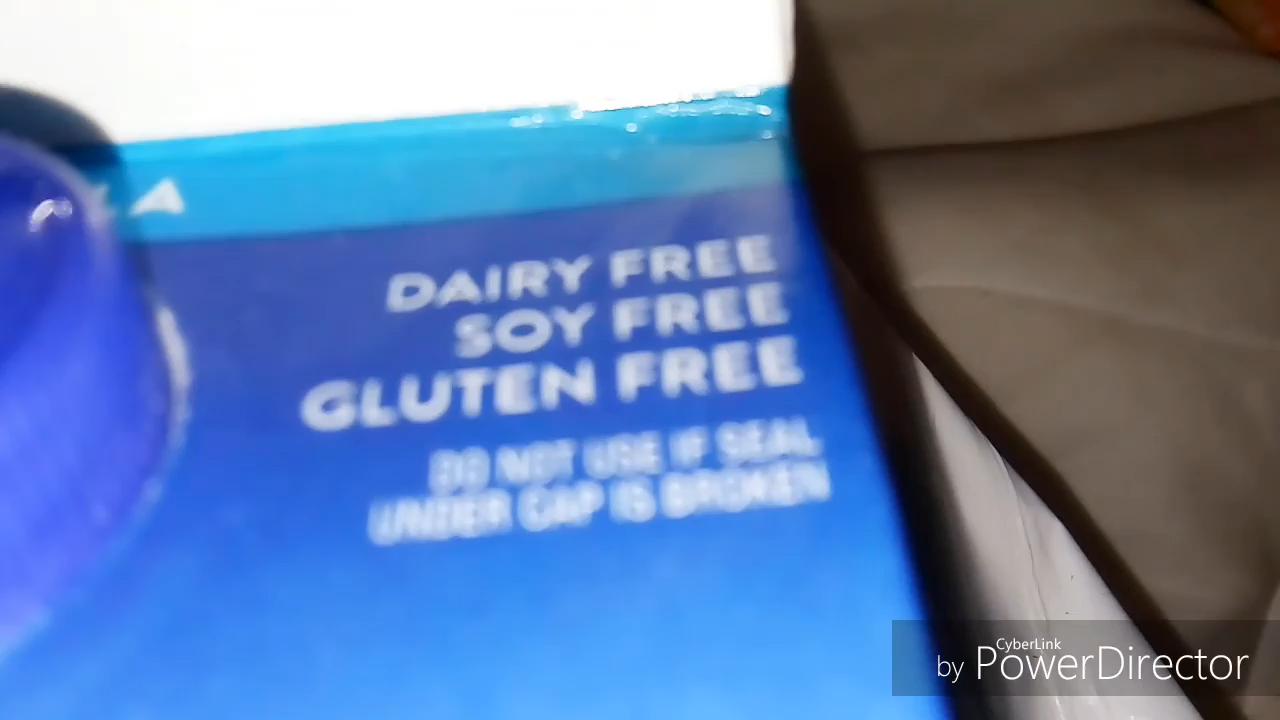 DAIRY FREE
SOY FREE
GLUTEN FREE
DO NOT USE IF SEAL
UNDER CAP IS BROKEN
CyberLink
by PowerDirector